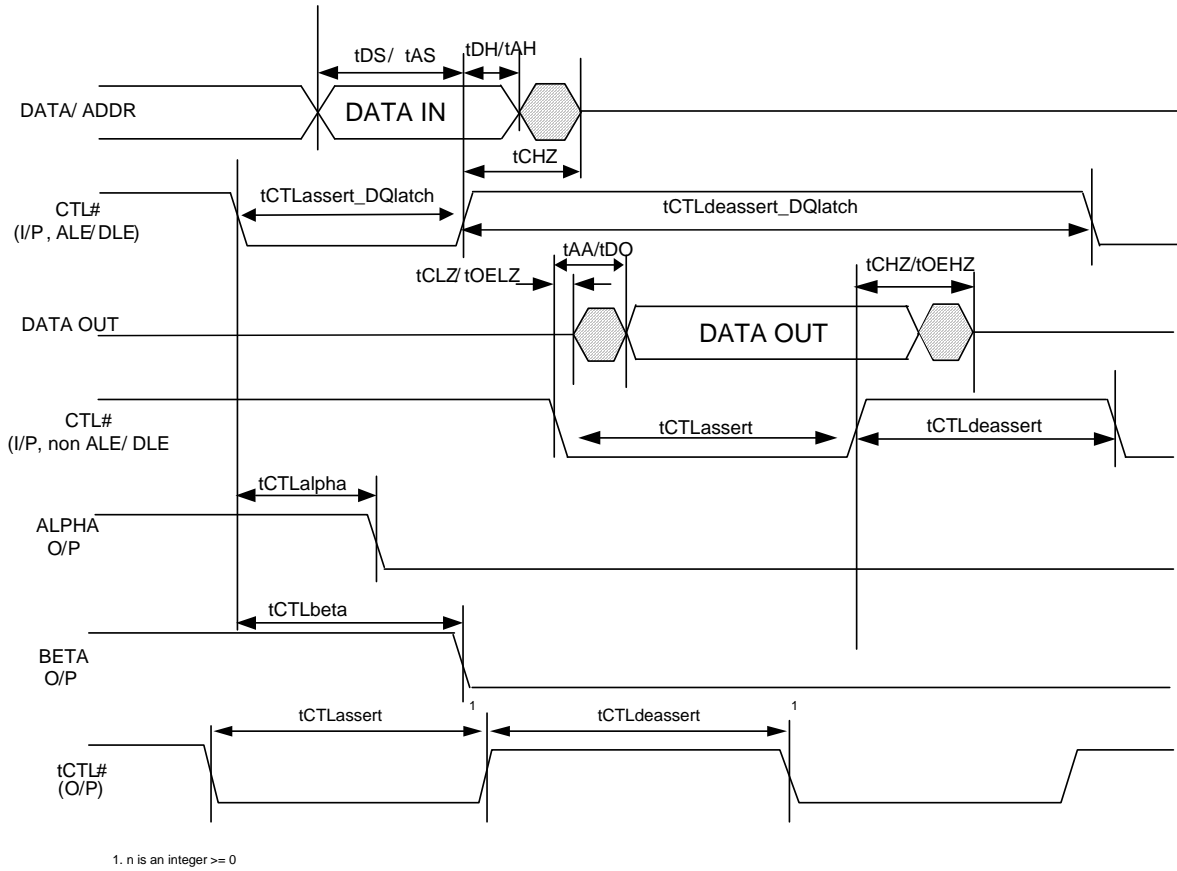 tDS/ tAS
tDH/tAH
DATA/ ADDR
DATA IN
tCHZ
CTL#
(I/P, ALE/ DLE)
tCTLassert_DQlatch
tCTLdeassert_DQlatch
tAA/tDO
tCLZ/ tOELZ
tCHZ/tOEHZ
DATA OUT
DATA OUT
CTL#
(I/P, non ALE/ DLE
tCTLassert
tCTLdeassert
tCTLalpha
ALPHA
O/P
tCTLbeta
BETA
O/P
tCTLassert
1
tCTLdeassert
1
tCTL#
(O/P)
1. n is an integer >= 0